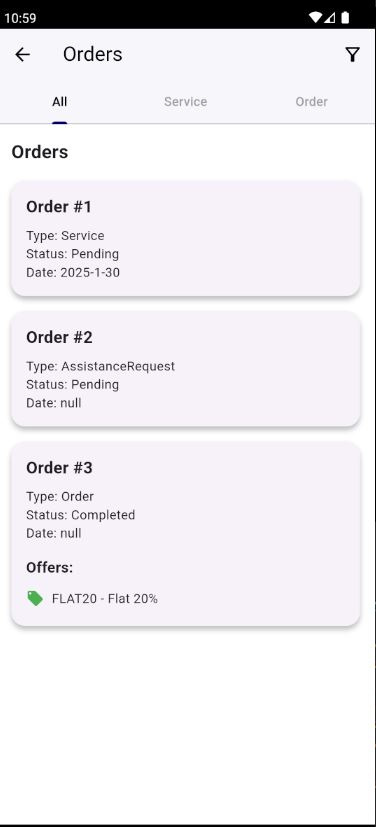 10:59
Orders
All Service Order
Orders
Order #1
Type: Service
Status: Pending
Date: 2025-1-30
Order #2
Type: AssistanceRequest
Status: Pending
Date: null
Order #3
Type: Order
Status: Completed
Date: null
Offers:
FLAT20 - Flat 20%